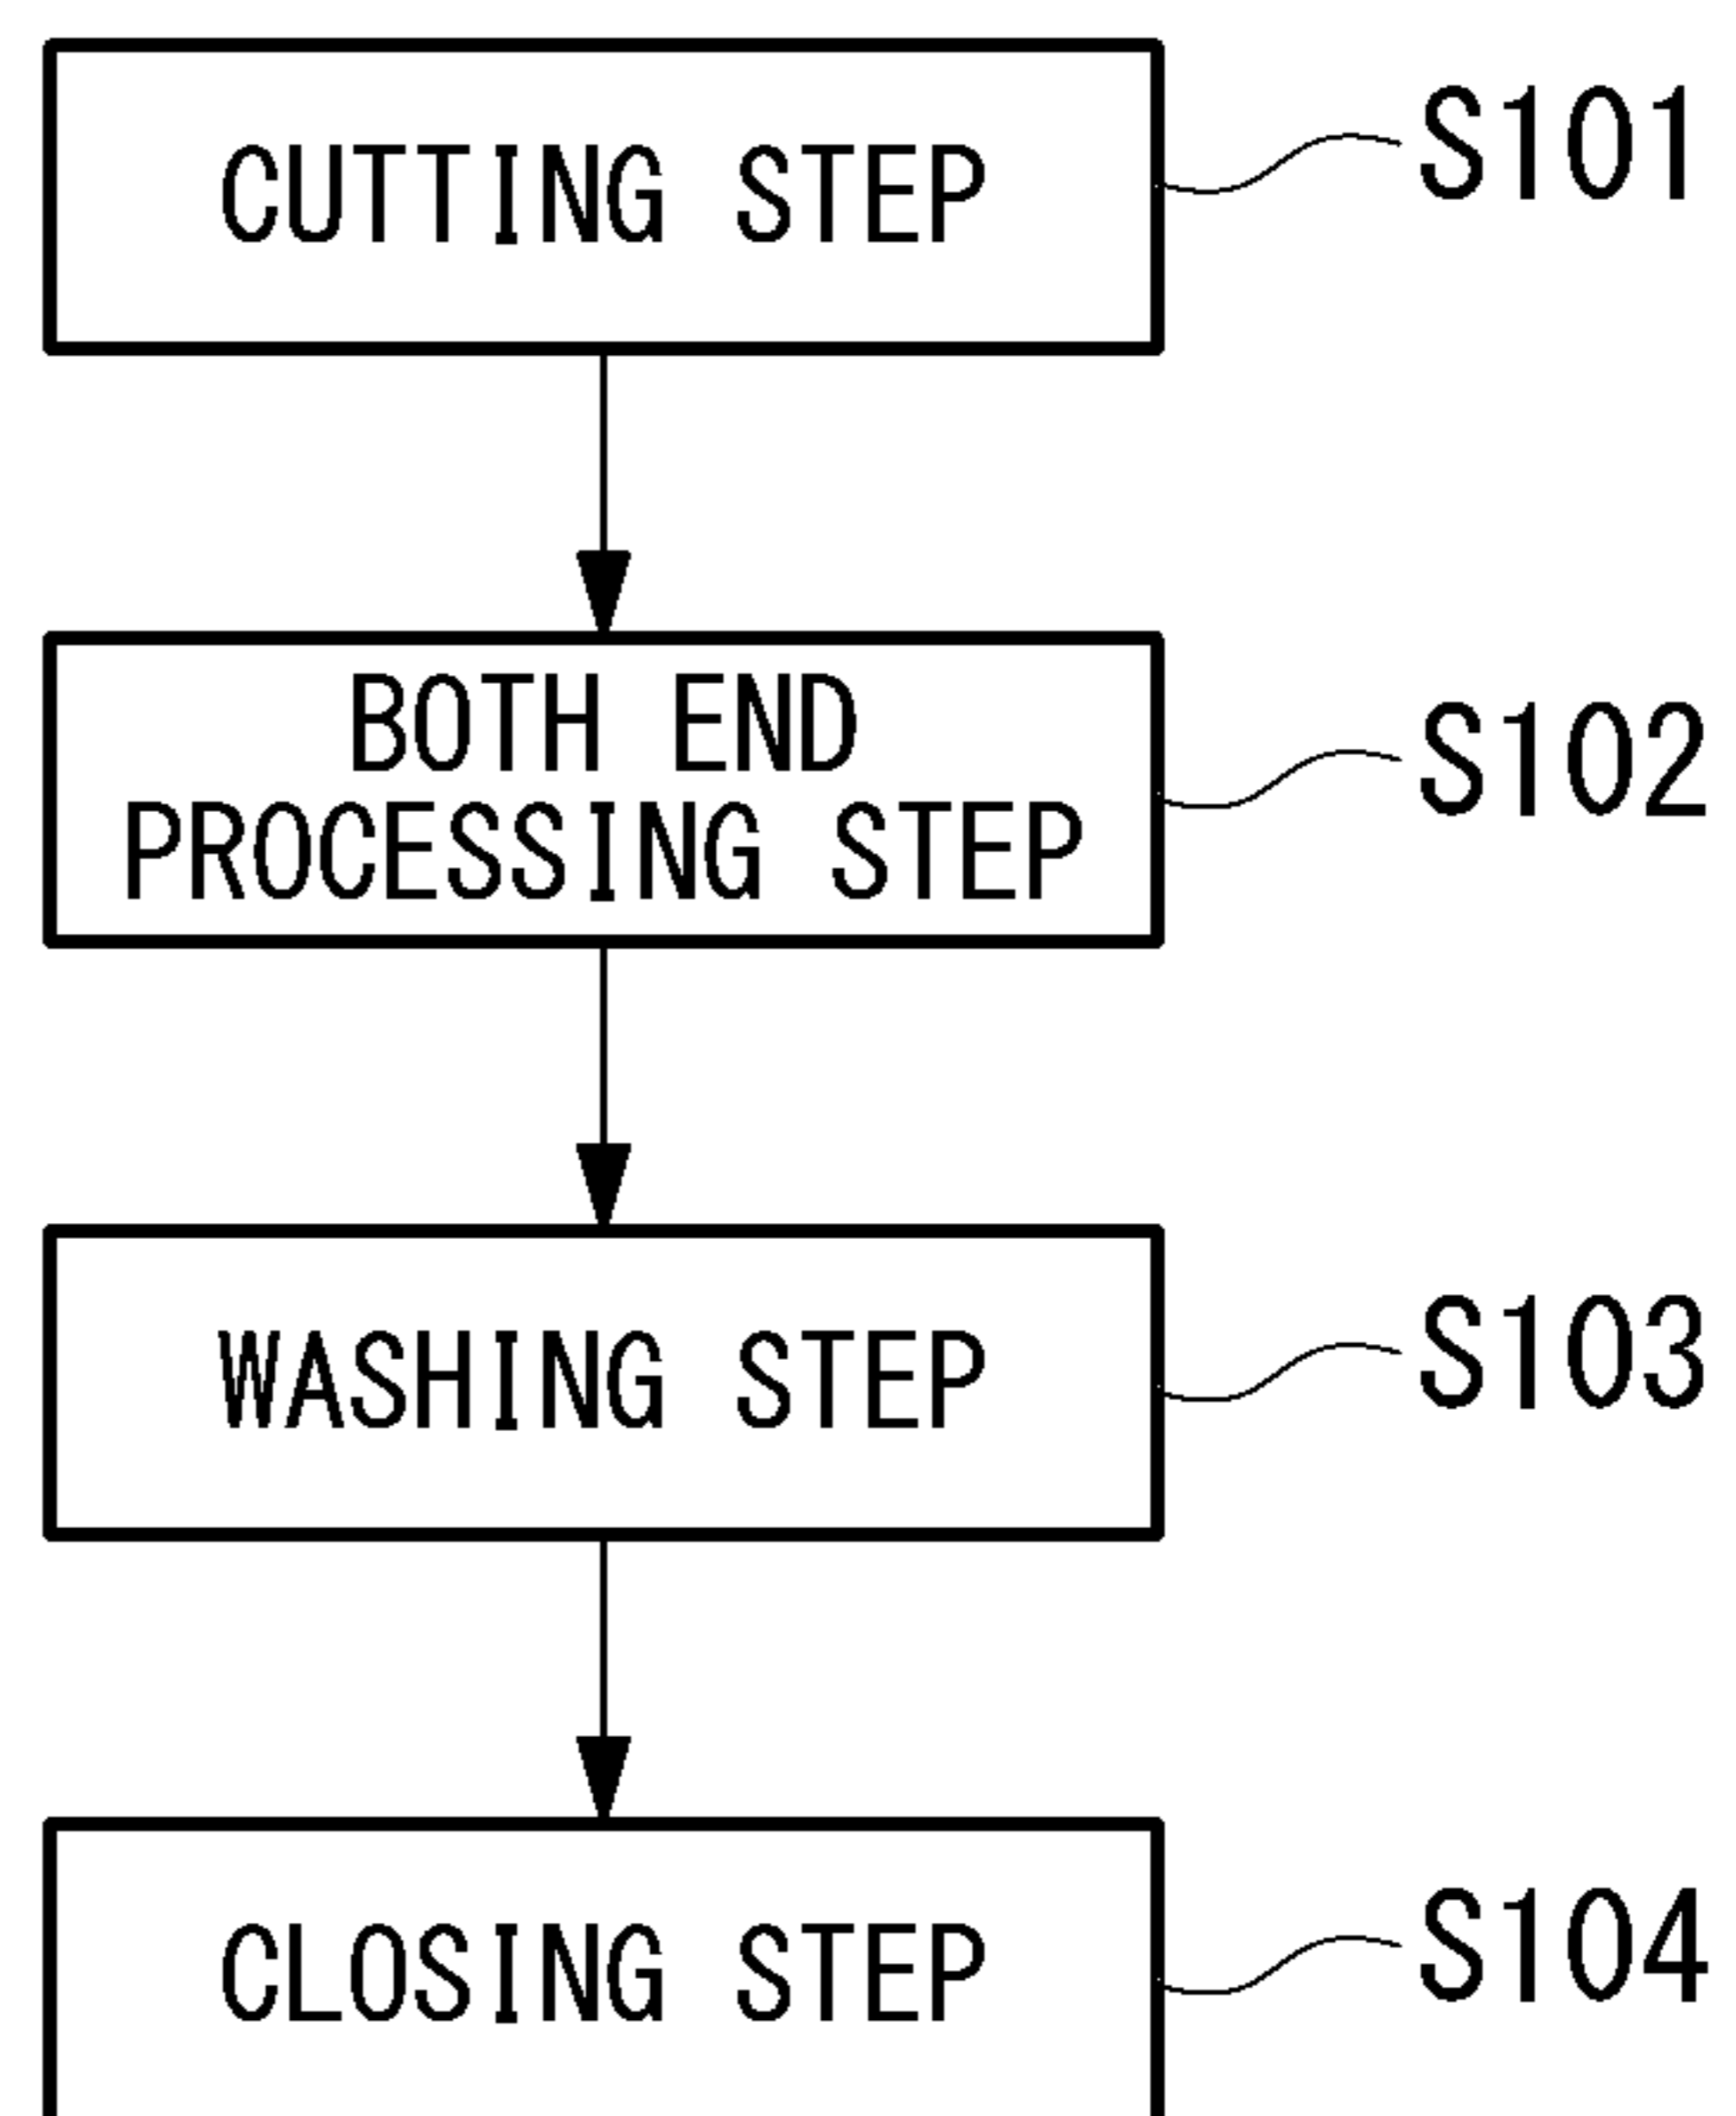 CUTTING STEP
S101
BOTH END
PROCESSING STEP
S102
WASHING STEP
S103
CLOSING STEP
S104